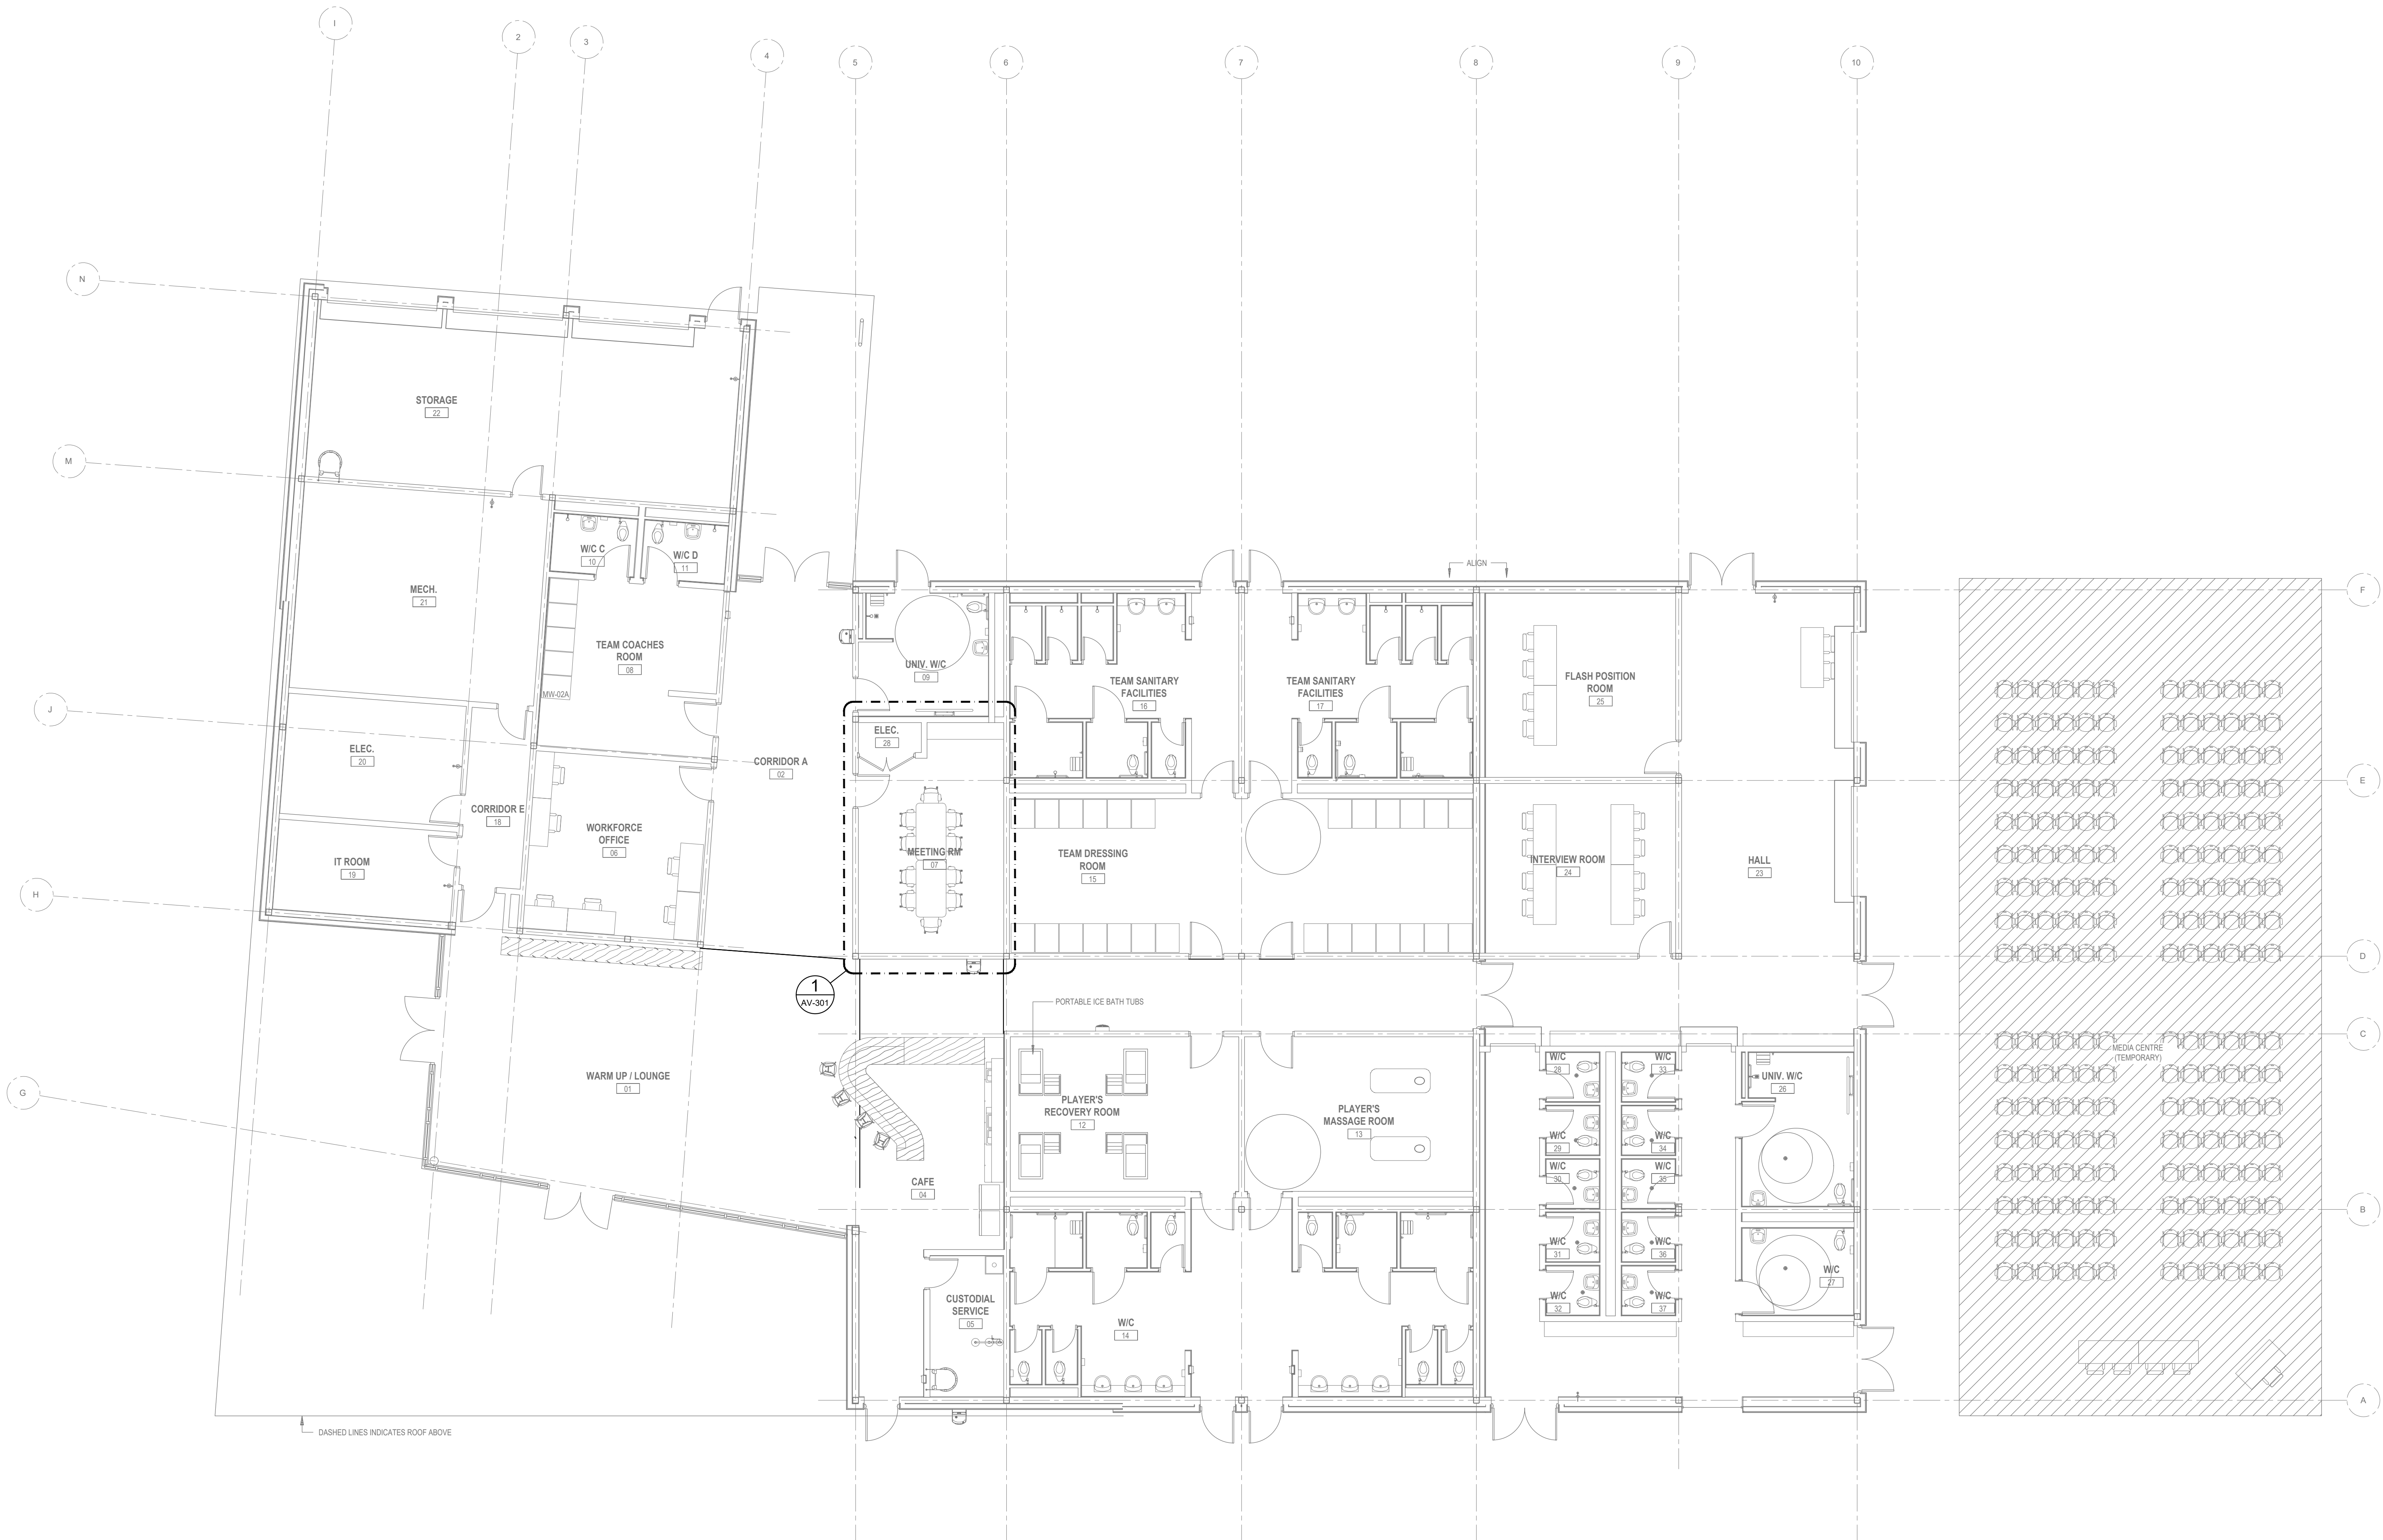 I
2
3
4
5
6
7
8
9
10
N
M
J
H
G
F
E
D
C
B
A
STORAGE
22
W/C C
10
W/C D
11
MECH.
21
TEAM COACHES
ROOM
08
MW-02A
ELEC.
20
CORRIDOR E
18
IT ROOM
19
WORKFORCE
OFFICE
06
CORRIDOR A
02
UNIV. W/C
09
ELEC.
28
MEETING RM
07
1
AV-301
TEAM SANITARY
FACILITIES
16
TEAM SANITARY
FACILITIES
17
ALIGN
TEAM DRESSING
ROOM
15
FLASH POSITION
ROOM
25
INTERVIEW ROOM
24
HALL
23
PORTABLE ICE BATH TUBS
WARM UP / LOUNGE
01
CAFE
04
PLAYER'S
RECOVERY ROOM
12
PLAYER'S
MASSAGE ROOM
13
CUSTODIAL
SERVICE
05
W/C
14
W/C
28
W/C
29
W/C
30
W/C
31
W/C
32
W/C
33
W/C
34
W/C
35
W/C
36
W/C
37
UNIV. W/C
26
W/C
27
MEDIA CENTRE
(TEMPORARY)
DASHED LINES INDICATES ROOF ABOVE